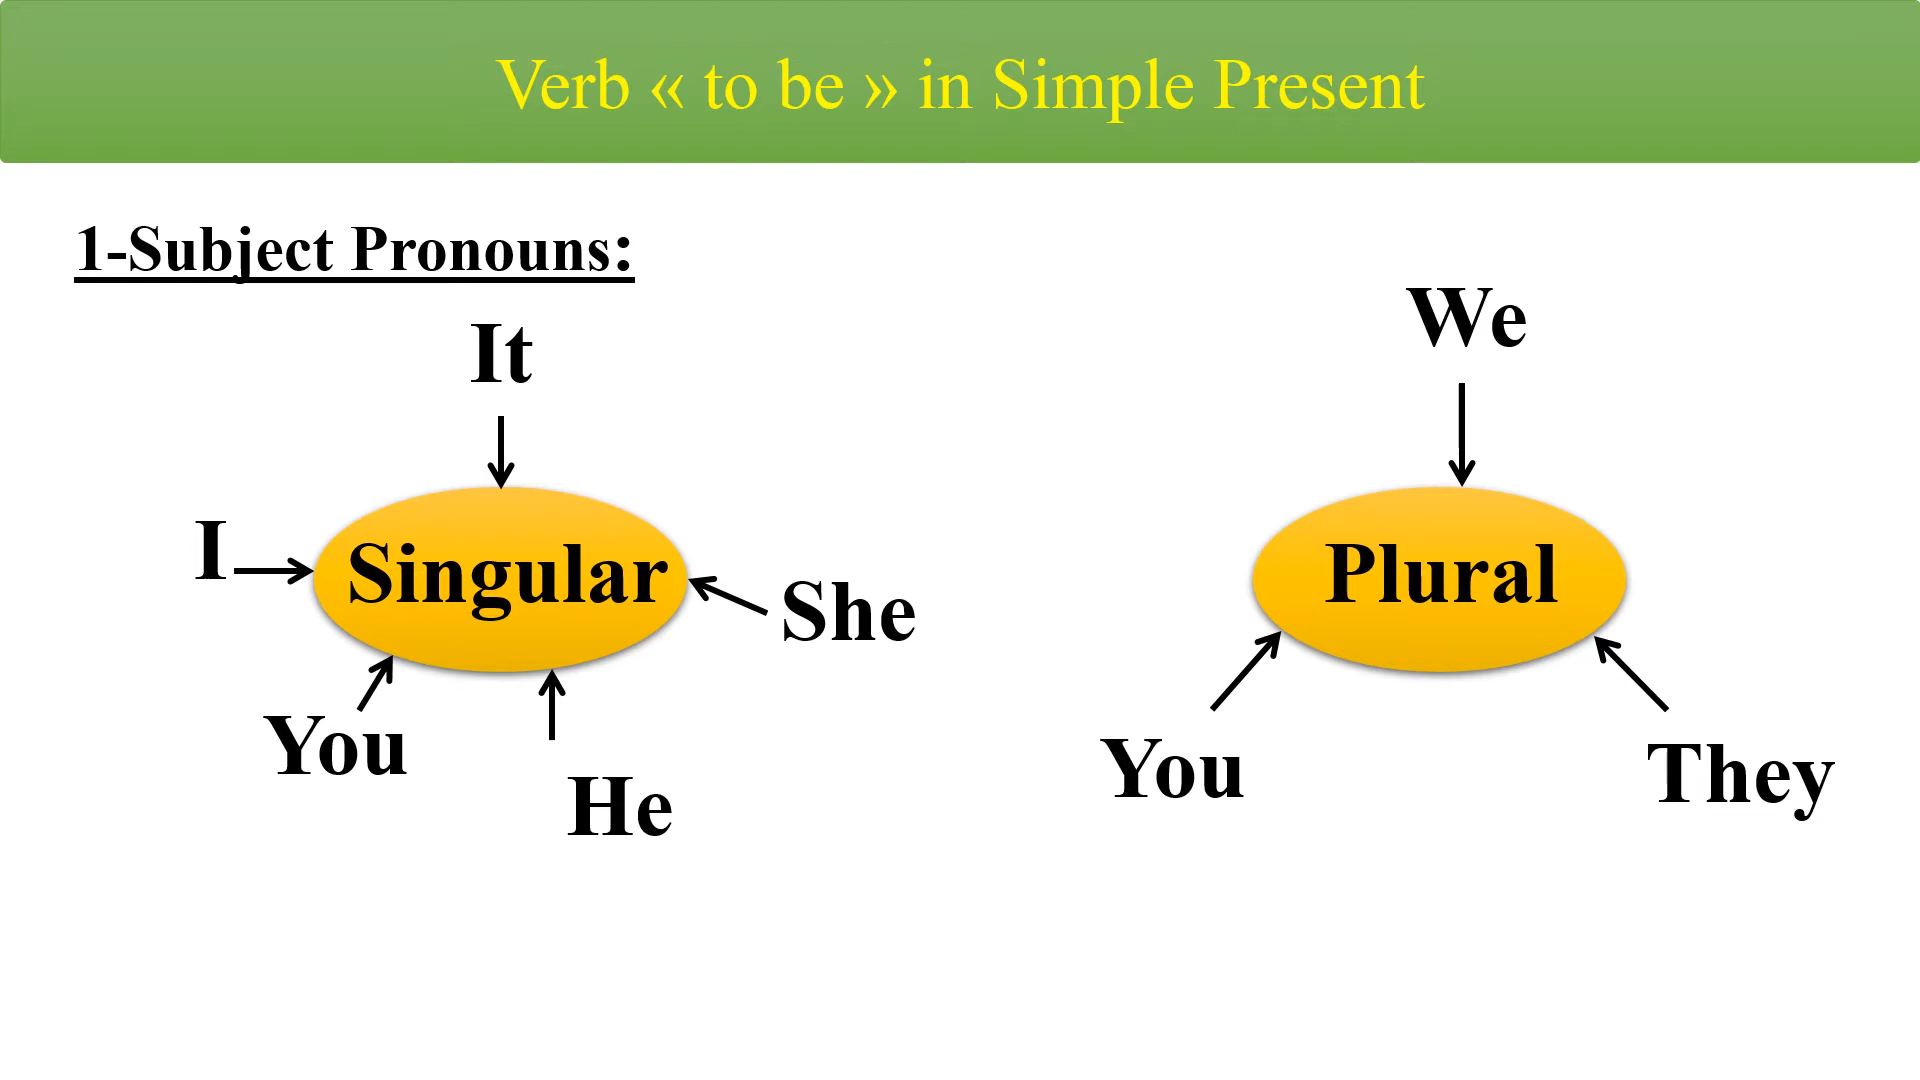 Verb « to be » in Simple Present
1-Subject Pronouns:
It
We
I
Singular
She
Plural
You
He
You
They